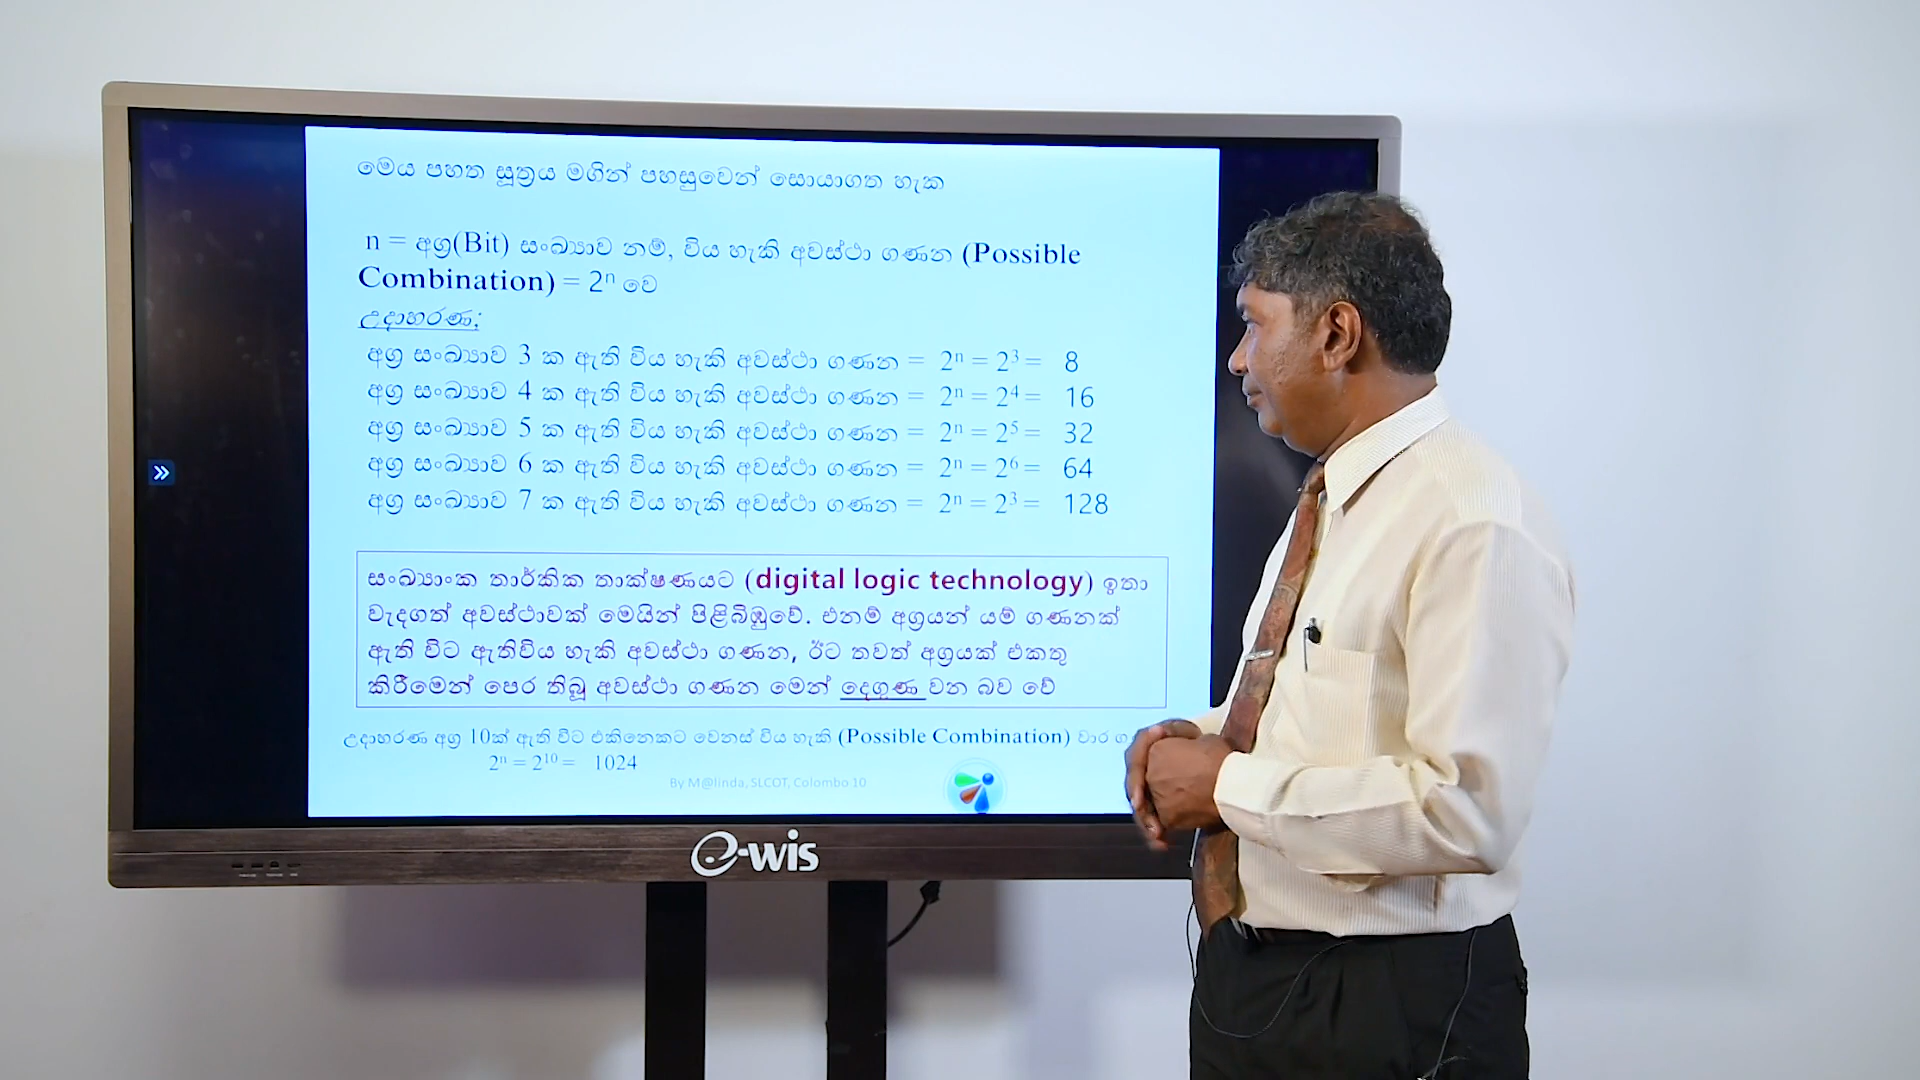 මෙය පහත සූත්‍රය මගින් පහසුවෙන් සොයාගත හැක
n = අග්‍ර(Bit) සංඛ්‍යාව නම්, විය හැකි අවස්ථා ගණන (Possible
Combination) = 2ⁿ වෙ
උදාහරණ;
අග්‍ර සංඛ්‍යාව 3 ක ඇති විය හැකි අවස්ථා ගණන = 2ⁿ = 2³ = 8
අග්‍ර සංඛ්‍යාව 4 ක ඇති විය හැකි අවස්ථා ගණන = 2ⁿ = 2⁴ = 16
අග්‍ර සංඛ්‍යාව 5 ක ඇති විය හැකි අවස්ථා ගණන = 2ⁿ = 2⁵ = 32
අග්‍ර සංඛ්‍යාව 6 ක ඇති විය හැකි අවස්ථා ගණන = 2ⁿ = 2⁶ = 64
අග්‍ර සංඛ්‍යාව 7 ක ඇති විය හැකි අවස්ථා ගණන = 2ⁿ = 2³ = 128
සංඛ්‍යාංක තාර්කික තාක්ෂණයට (digital logic technology) ඉතා
වැදගත් අවස්ථාවක් මෙයින් පිළිබිඹුවේ. එනම් අග්‍රයන් යම් ගණනක්
ඇති විට ඇතිවිය හැකි අවස්ථා ගණන, ඊට තවත් අග්‍රයක් එකතු
කිරීමෙන් පෙර තිබූ අවස්ථා ගණන මෙන් දෙගුණ වන බව වේ
උදාහරණ අග්‍ර 10ක් ඇති විට එකිනෙකට වෙනස් විය හැකි (Possible Combination) වාර
2ⁿ = 2¹⁰ = 1024
By M@linda, SLCOT, Colombo 10
e-wis